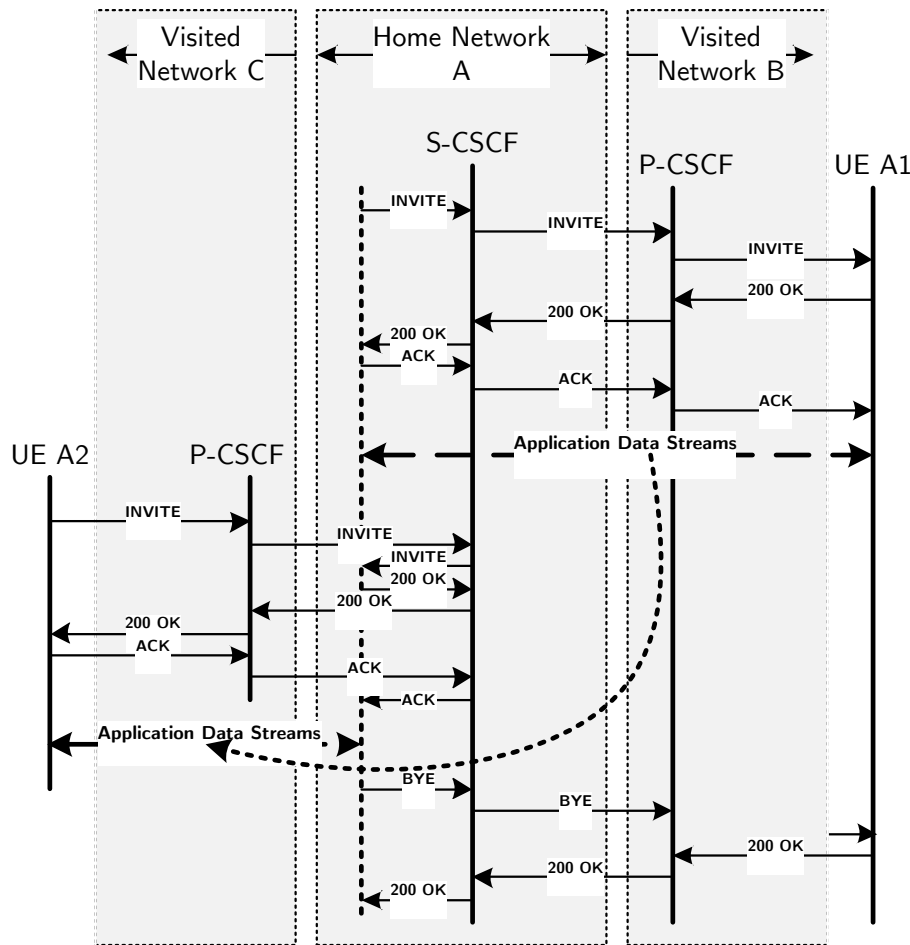 Visited
Network C
Home Network
A
Visited
Network B
S-CSCF
P-CSCF
UE A1
INVITE
INVITE
INVITE
200 OK
200 OK
200 OK
ACK
ACK
ACK
Application Data Streams
UE A2
P-CSCF
INVITE
INVITE
INVITE
200 OK
200 OK
200 OK
ACK
ACK
ACK
Application Data Streams
BYE
BYE
200 OK
200 OK
200 OK